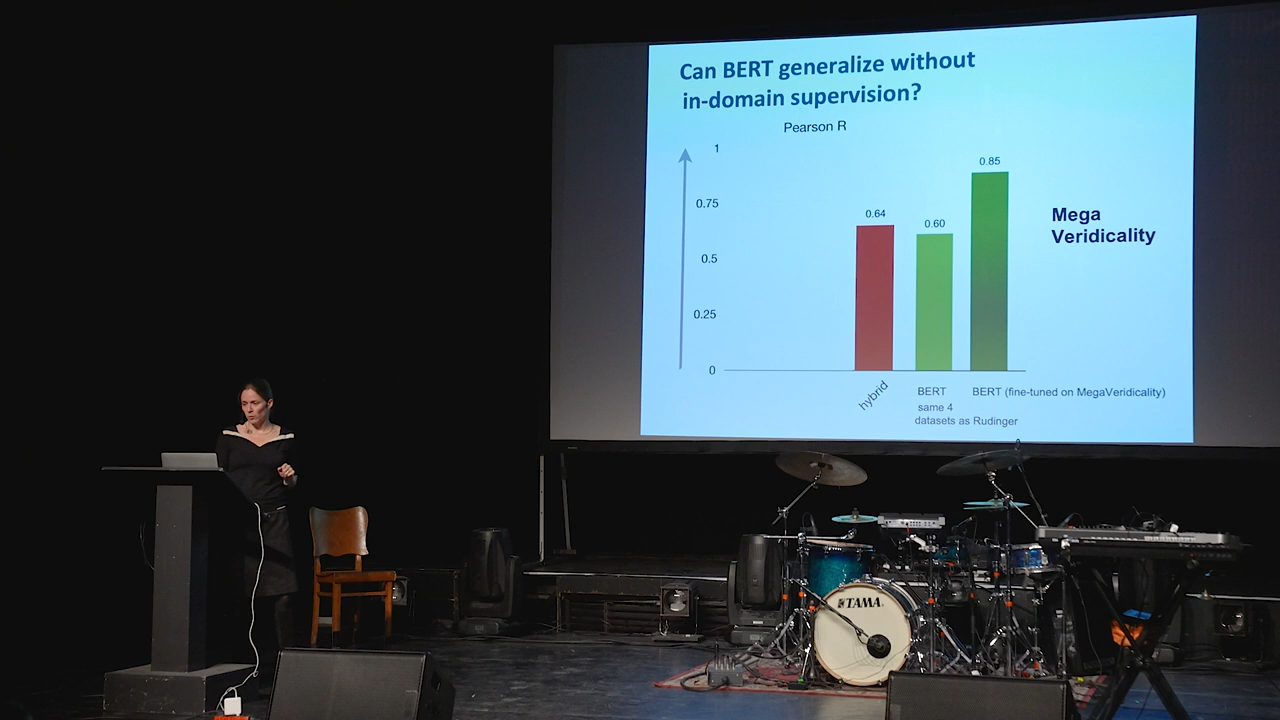 Can BERT generalize without
in-domain supervision?
Pearson R
1
0.75
0.5
0.25
0
0.64
0.60
0.85
Mega
Veridicality
hybrid
BERT
same 4
datasets as Rudinger
BERT (fine-tuned on MegaVeridicality)
TAMA